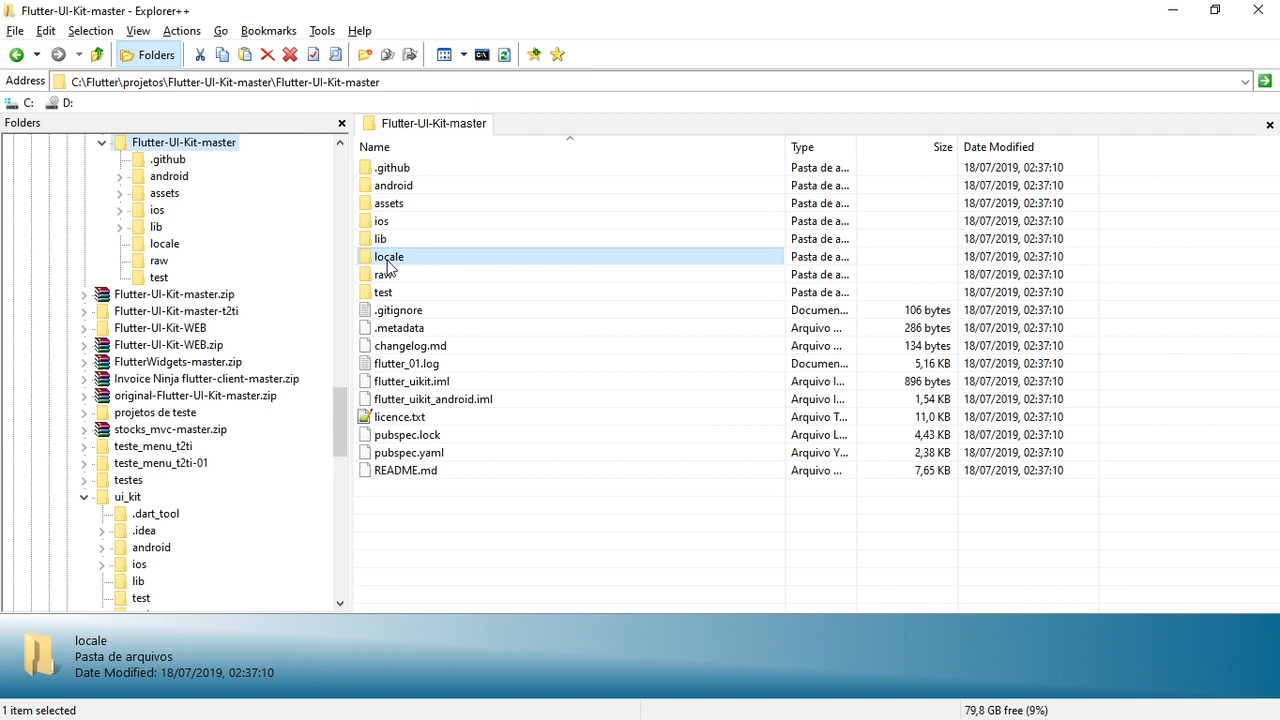 Flutter-UI-Kit-master - Explorer++
File Edit Selection View Actions Go Bookmarks Tools Help
Folders
Address C:\Flutter\projetos\Flutter-UI-Kit-master\Flutter-UI-Kit-master
C: D:
Folders
Flutter-UI-Kit-master
.github
android
assets
ios
lib
locale
raw
test
Flutter-UI-Kit-master.zip
Flutter-UI-Kit-master-t2ti
Flutter-UI-Kit-WEB
Flutter-UI-Kit-WEB.zip
FlutterWidgets-master.zip
Invoice Ninja flutter-client-master.zip
original-Flutter-UI-Kit-master.zip
projetos de teste
stocks_mvc-master.zip
teste_menu_t2ti
teste_menu_t2ti-01
testes
ui_kit
.dart_tool
.idea
android
ios
lib
test
Flutter-UI-Kit-master
Name Type Size Date Modified
.github Pasta de a... 18/07/2019, 02:37:10
android Pasta de a... 18/07/2019, 02:37:10
assets Pasta de a... 18/07/2019, 02:37:10
ios Pasta de a... 18/07/2019, 02:37:10
lib Pasta de a... 18/07/2019, 02:37:10
locale Pasta de a... 18/07/2019, 02:37:10
raw Pasta de a... 18/07/2019, 02:37:10
test Pasta de a... 18/07/2019, 02:37:10
.gitignore Documen... 106 bytes 18/07/2019, 02:37:10
.metadata Arquivo ... 286 bytes 18/07/2019, 02:37:10
changelog.md Arquivo ... 134 bytes 18/07/2019, 02:37:10
flutter_01.log Documen... 5,16 KB 18/07/2019, 02:37:10
flutter_uikit.iml Arquivo I... 896 bytes 18/07/2019, 02:37:10
flutter_uikit_android.iml Arquivo I... 1,54 KB 18/07/2019, 02:37:10
licence.txt Arquivo T... 11,0 KB 18/07/2019, 02:37:10
pubspec.lock Arquivo L... 4,43 KB 18/07/2019, 02:37:10
pubspec.yaml Arquivo Y... 2,38 KB 18/07/2019, 02:37:10
README.md Arquivo ... 7,65 KB 18/07/2019, 02:37:10
locale
Pasta de arquivos
Date Modified: 18/07/2019, 02:37:10
1 item selected 79,8 GB free (9%)